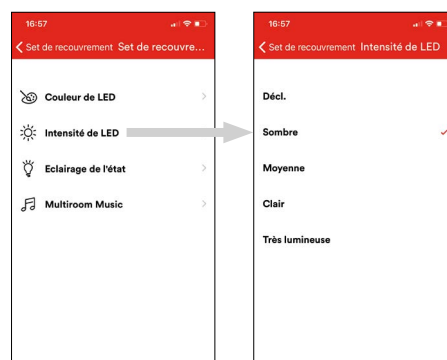 16:57
Set de recouvrement Set de recouvre...
Couleur de LED
Intensité de LED
Eclairage de l'état
Multiroom Music
16:57
Set de recouvrement Intensité de LED
Décl.
Sombre
Moyenne
Clair
Très lumineuse